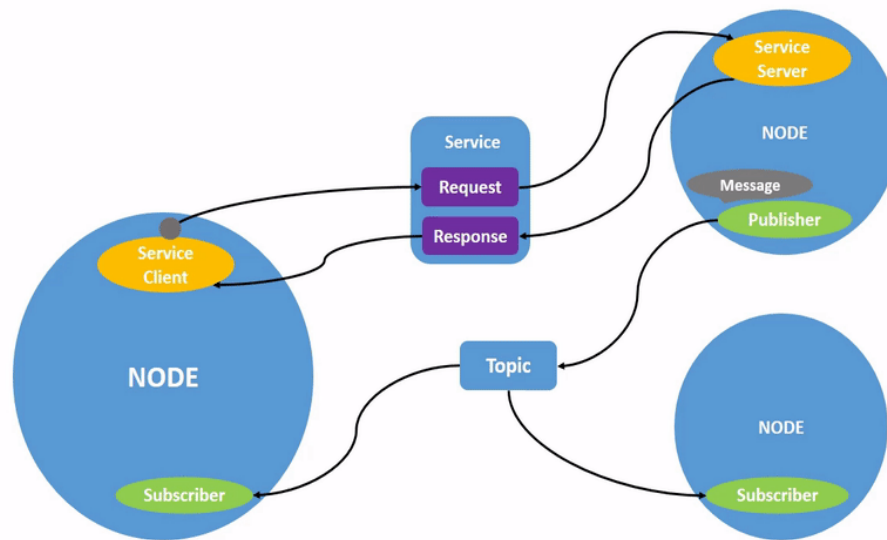 Service
Server
NODE
Message
Publisher
Service
Request
Response
Service
Client
NODE
Subscriber
Topic
NODE
Subscriber